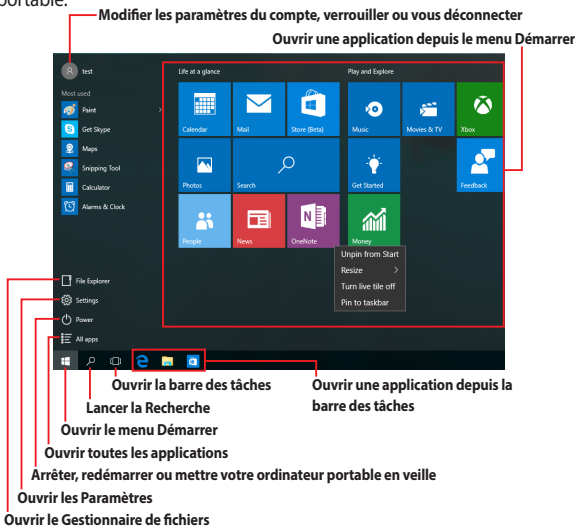 portable.
Modifier les paramètres du compte, verrouiller ou vous déconnecter
Ouvrir une application depuis le menu Démarrer
test
Life at a glance
Play and Explore
Most used
Paint
Get Skype
Maps
Snipping Tool
Calculator
Alarms & Clock
Calendar
Mail
Store (Beta)
Music
Movies & TV
Xbox
Photos
Search
Get Started
Feedback
People
News
OneNote
Money
Unpin from Start
Resize
Turn live tile off
Pin to taskbar
File Explorer
Settings
Power
All apps
Ouvrir la barre des tâches
Ouvrir une application depuis la
barre des tâches
Lancer la Recherche
Ouvrir le menu Démarrer
Ouvrir toutes les applications
Arrêter, redémarrer ou mettre votre ordinateur portable en veille
Ouvrir les Paramètres
Ouvrir le Gestionnaire de fichiers